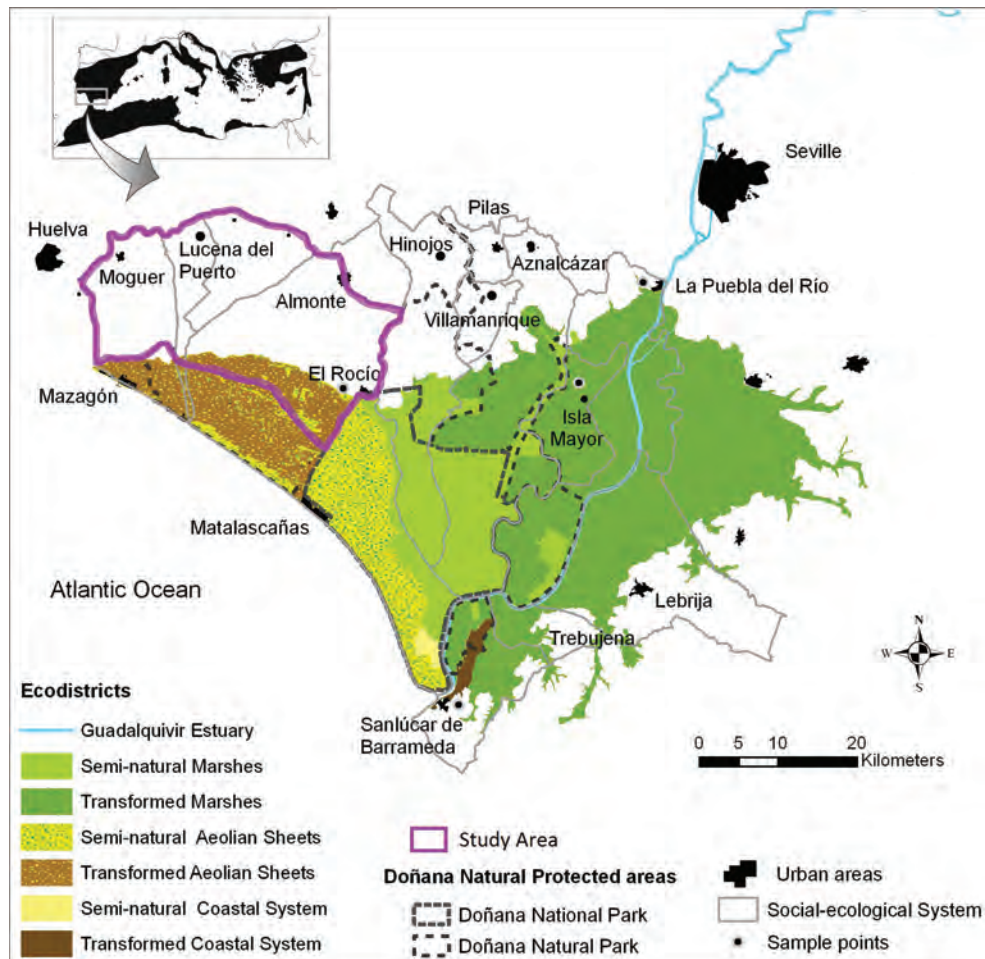 Seville
Pilas
Huelva
Hinojos
Lucena del
Puerto
Moguer
Aznalcázar
La Puebla del Río
Almonte
Villamanrique
El Rocío
Mazagón
Isla
Mayor
Matalascañas
Atlantic Ocean
Lebrija
Trebujena
N
W
E
S
Sanlúcar de
Barrameda
0 5 10 20
Kilometers
Ecodistricts
Guadalquivir Estuary
Semi-natural Marshes
Transformed Marshes
Semi-natural Aeolian Sheets
Transformed Aeolian Sheets
Semi-natural Coastal System
Transformed Coastal System
Study Area
Doñana Natural Protected areas
Doñana National Park
Doñana Natural Park
Urban areas
Social-ecological System
Sample points